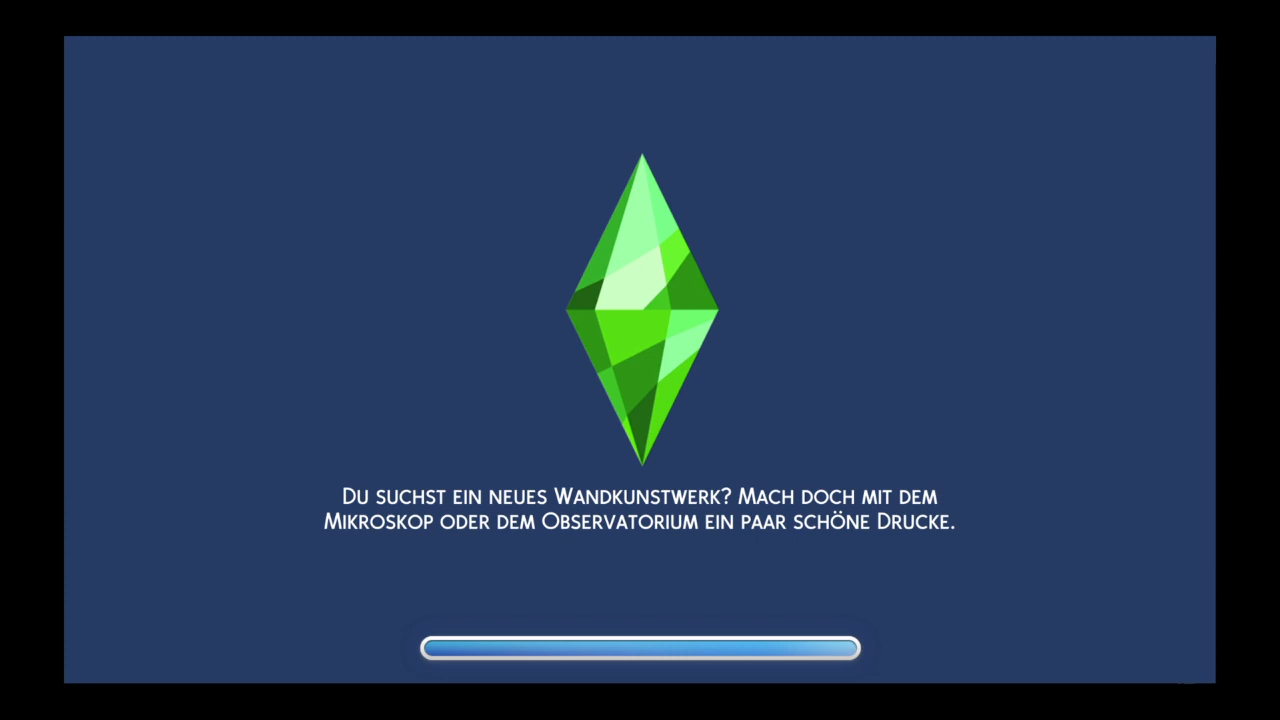 Du suchst ein neues Wandkunstwerk? Mach doch mit dem
Mikroskop oder dem Observatorium ein paar schöne Drucke.